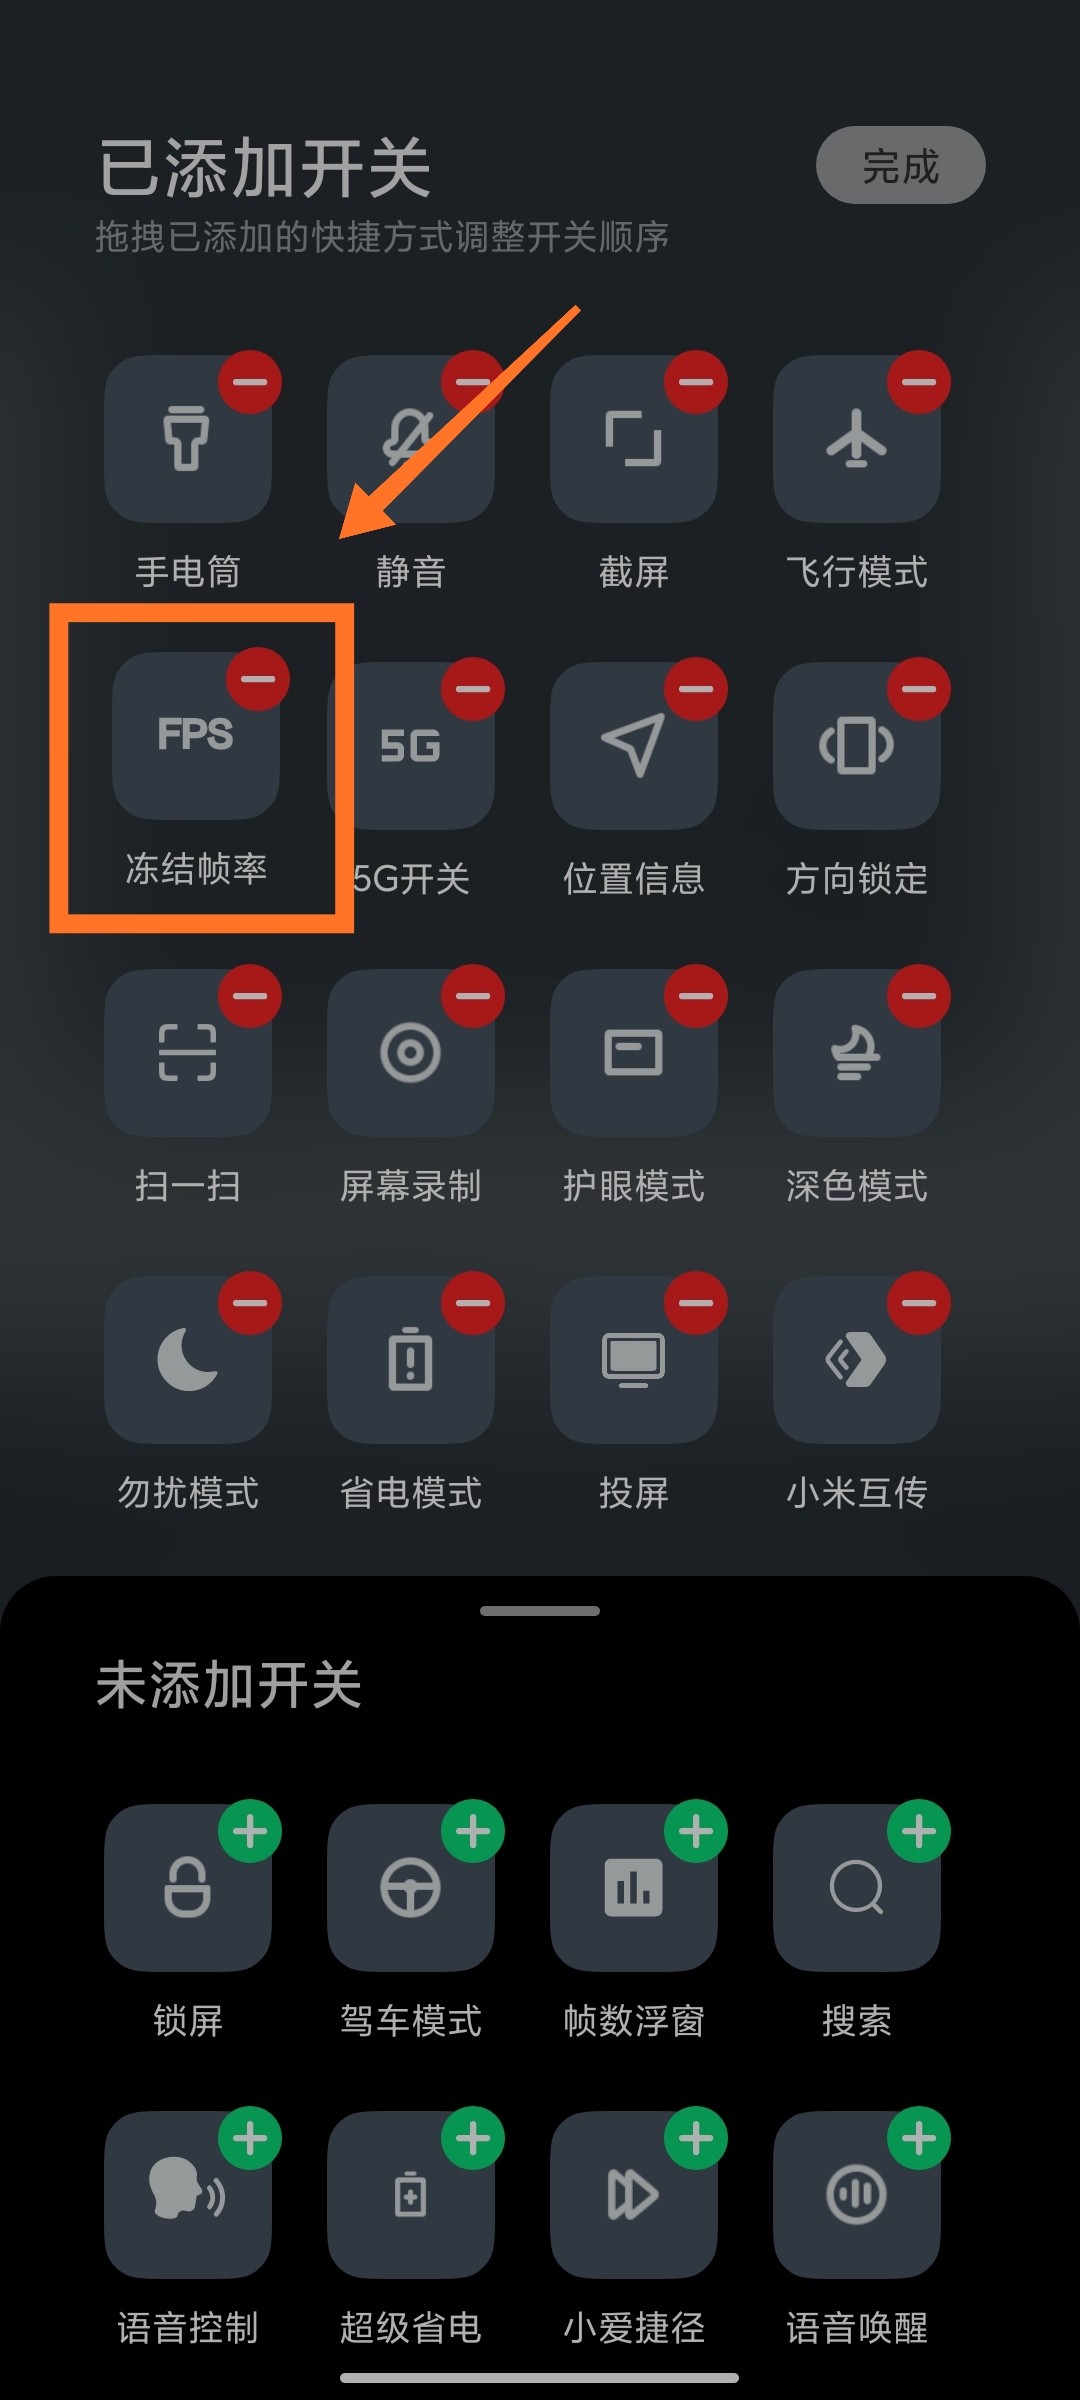 已添加开关
完成
拖拽已添加的快捷方式调整开关顺序
手电筒
静音
截屏
飞行模式
FPS
5G
冻结帧率
5G开关
位置信息
方向锁定
扫一扫
屏幕录制
护眼模式
深色模式
勿扰模式
省电模式
投屏
小米互传
未添加开关
锁屏
驾车模式
帧数浮窗
搜索
语音控制
超级省电
小爱捷径
语音唤醒